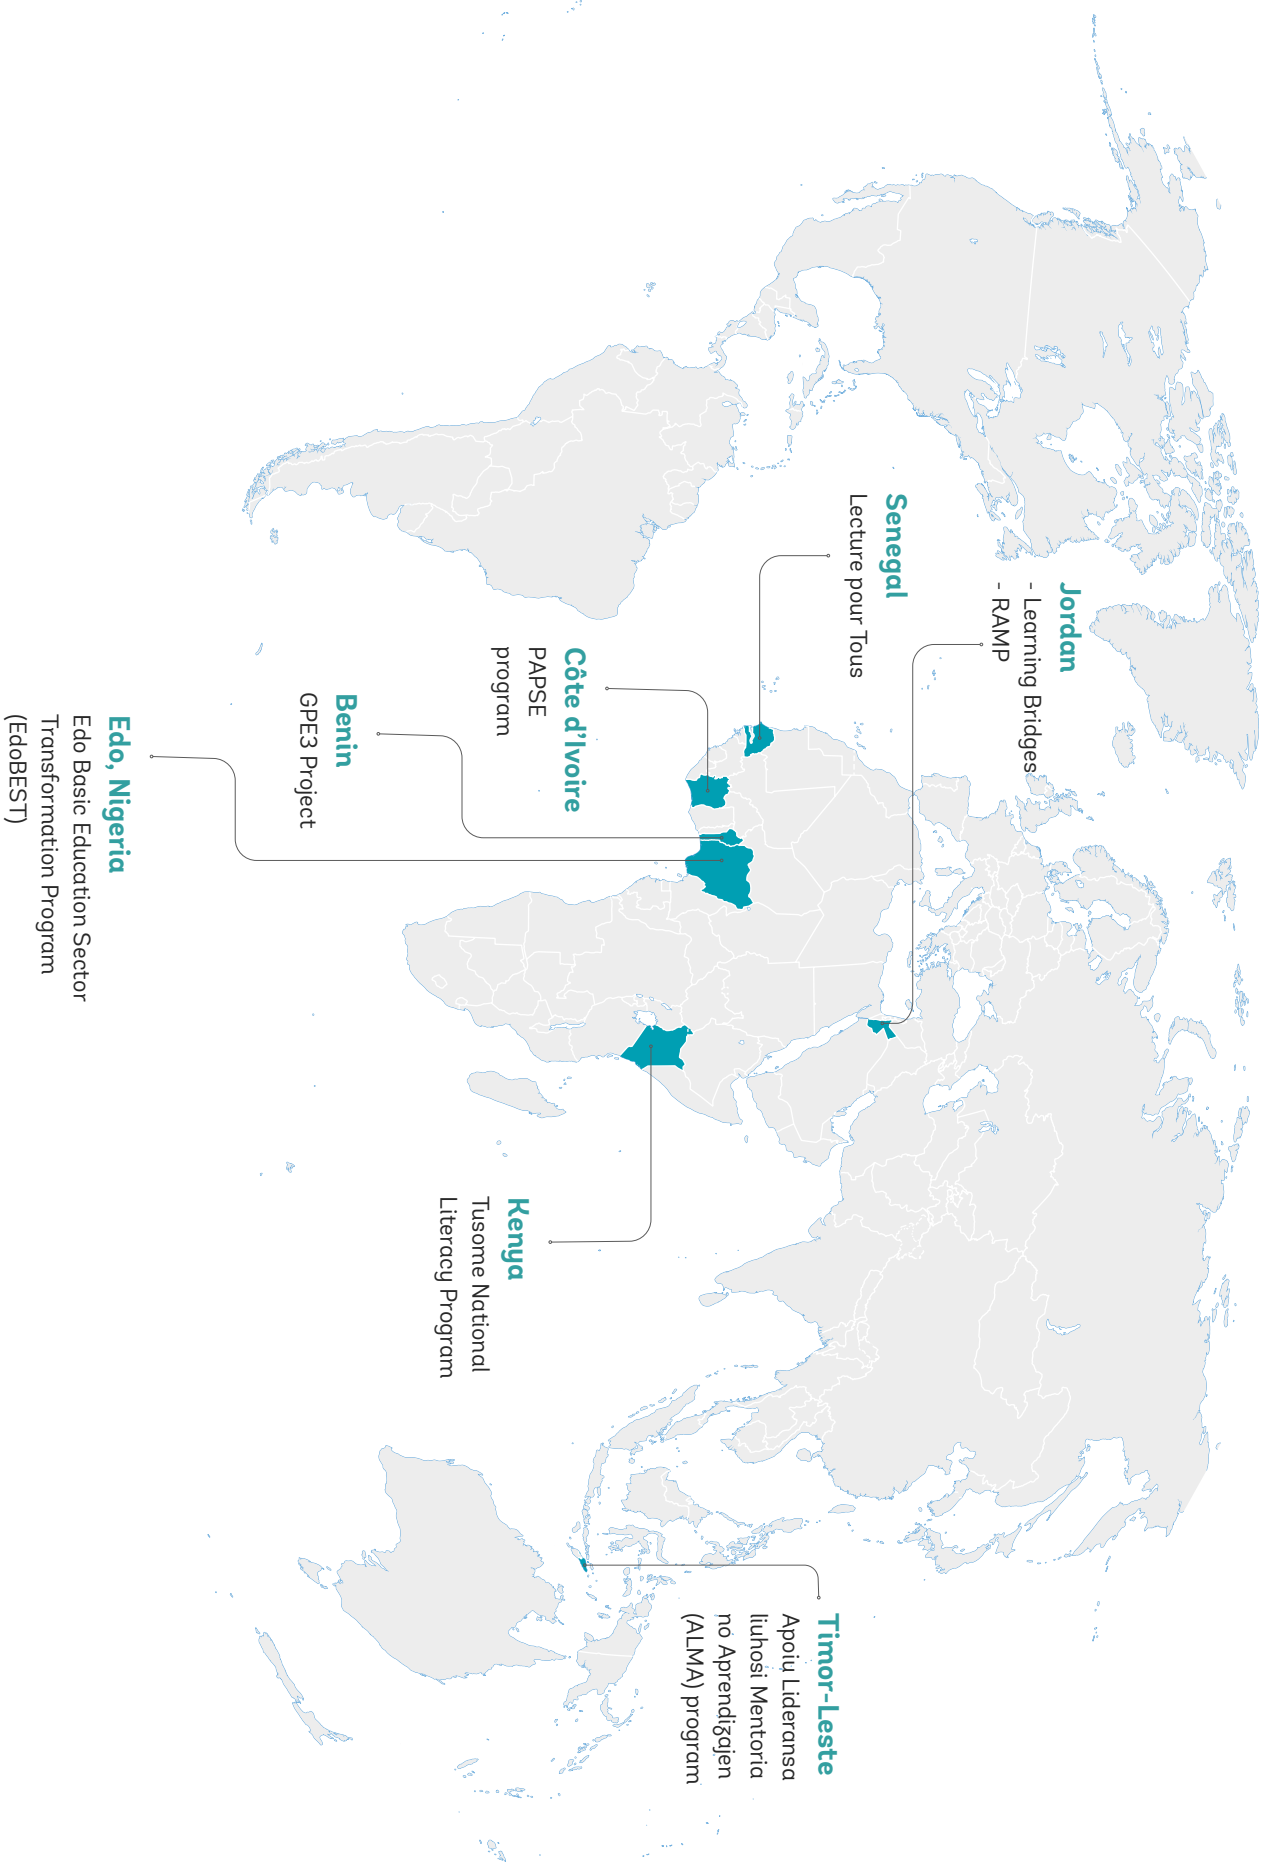 Jordan
- Learning Bridges
- RAMP
Senegal
Lecture pour Tous
Côte d'Ivoire
PAPSE
program
Benin
GPE3 Project
Edo, Nigeria
Edo Basic Education Sector
Transformation Program
(EdoBEST)
Kenya
Tusome National
Literacy Program
Timor-Leste
Apoiu Lideransa
liuhosi Mentoria
no Aprendizajen
(ALMA) program